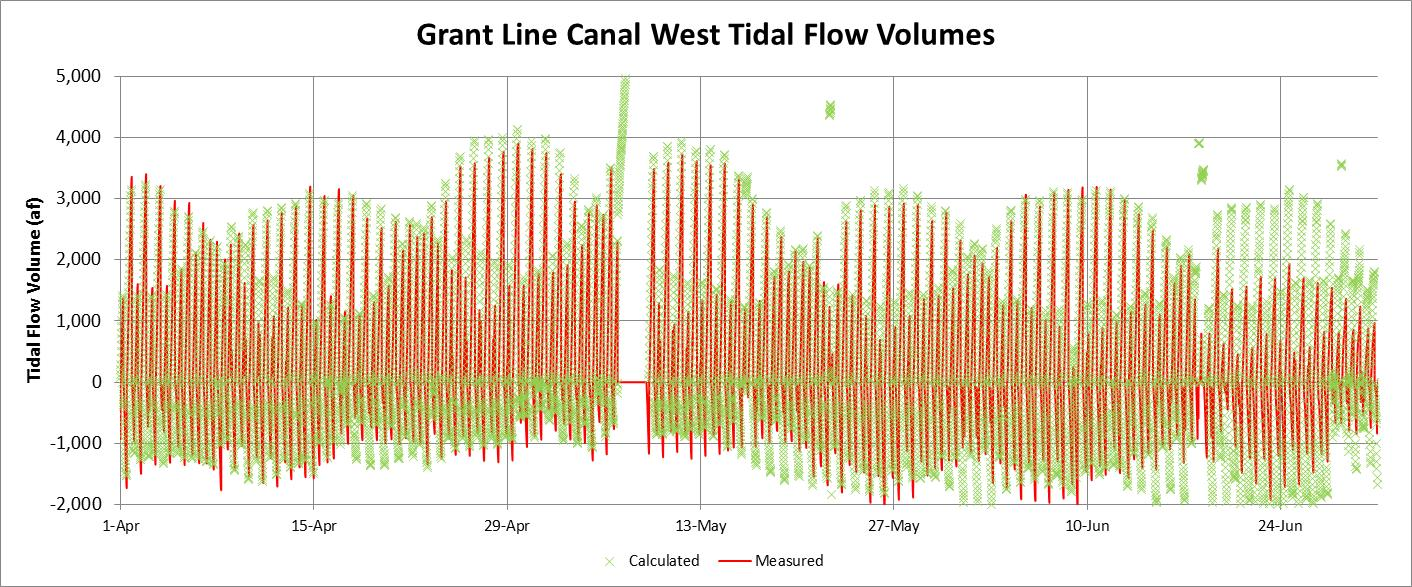 Grant Line Canal West Tidal Flow Volumes
Tidal Flow Volume (af)
5,000
4,000
3,000
2,000
1,000
0
-1,000
-2,000
1-Apr 15-Apr 29-Apr 13-May 27-May 10-Jun 24-Jun
Calculated Measured